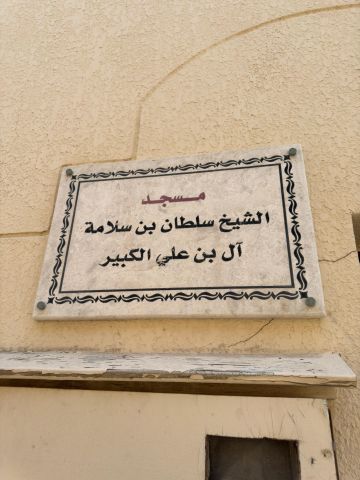 مسجد
الشيخ سلطان بن سلامة
آل بن علي الكبير